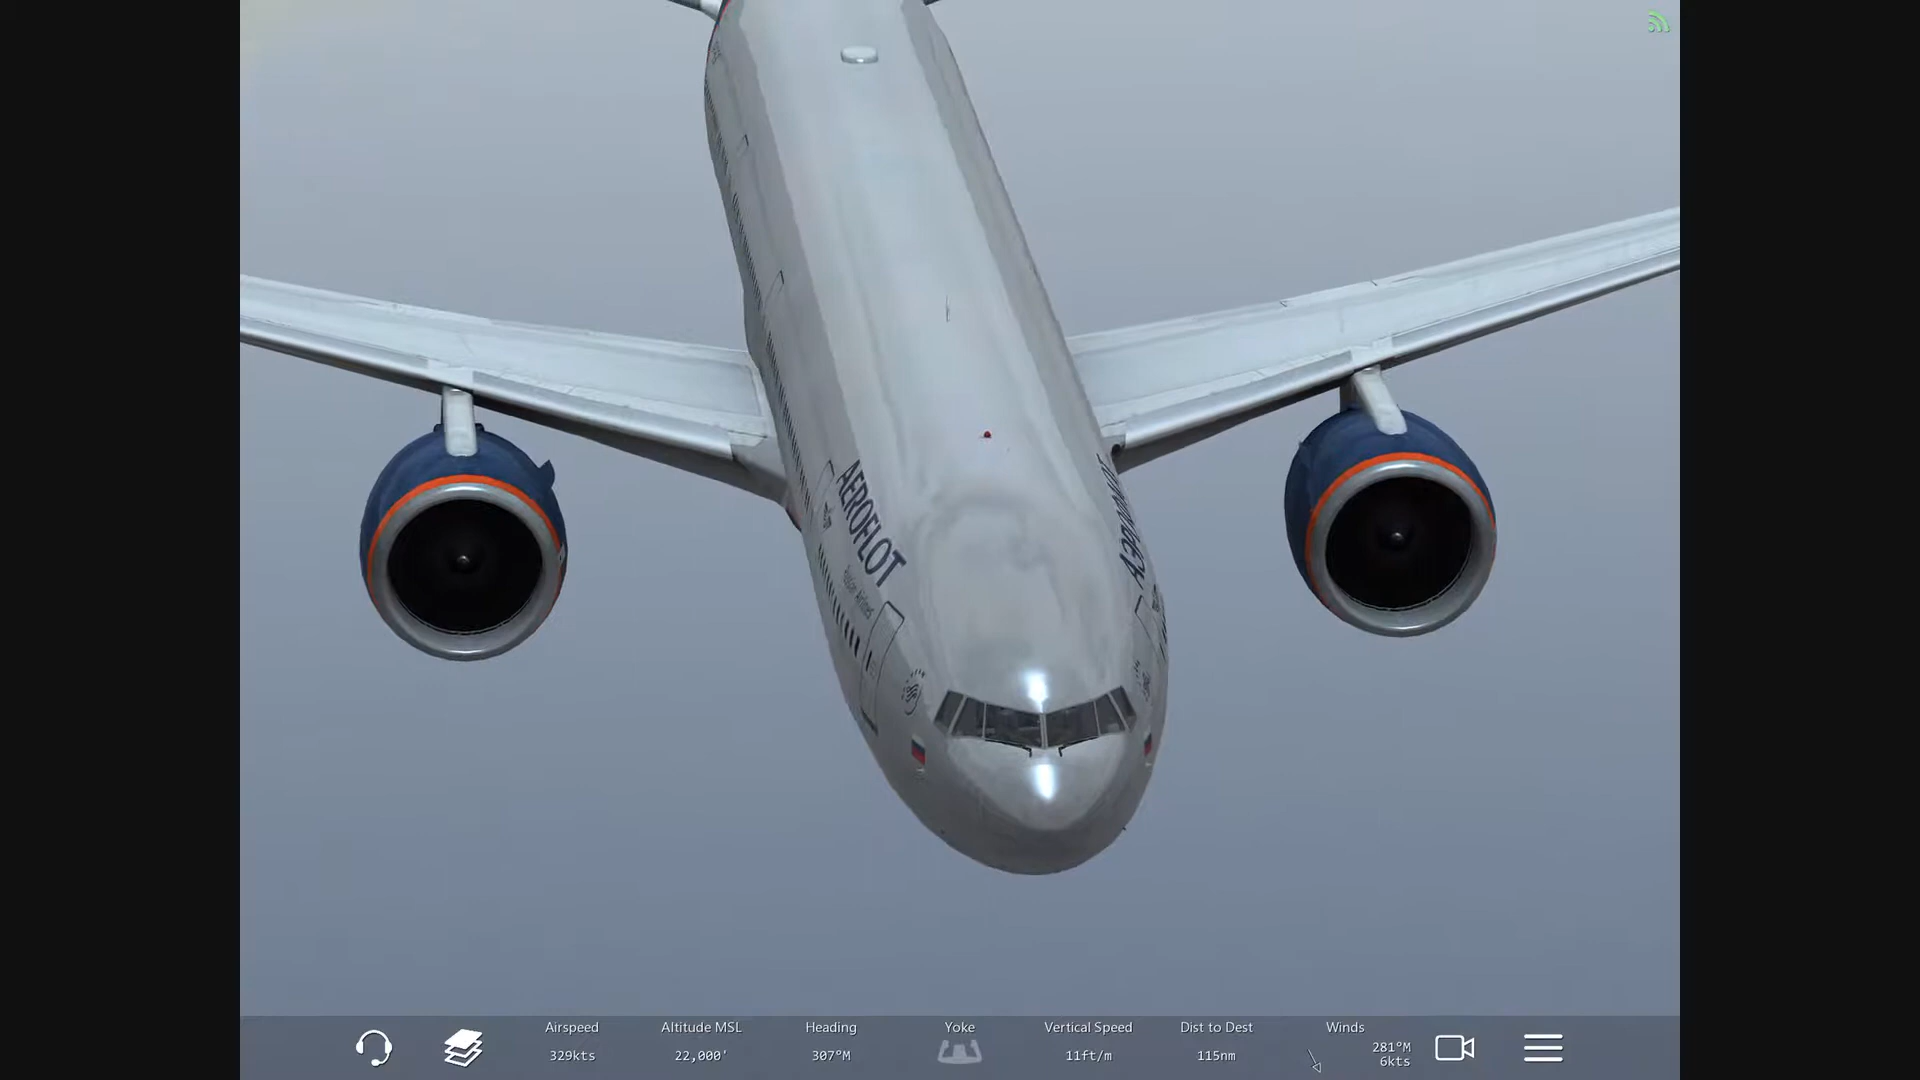 AEROFLOT
Russian Airlines
АЭРОФЛОТ
Airspeed
329kts
Altitude MSL
22,000'
Heading
307°M
Yoke
Vertical Speed
11ft/m
Dist to Dest
115nm
Winds
281°M
6kts